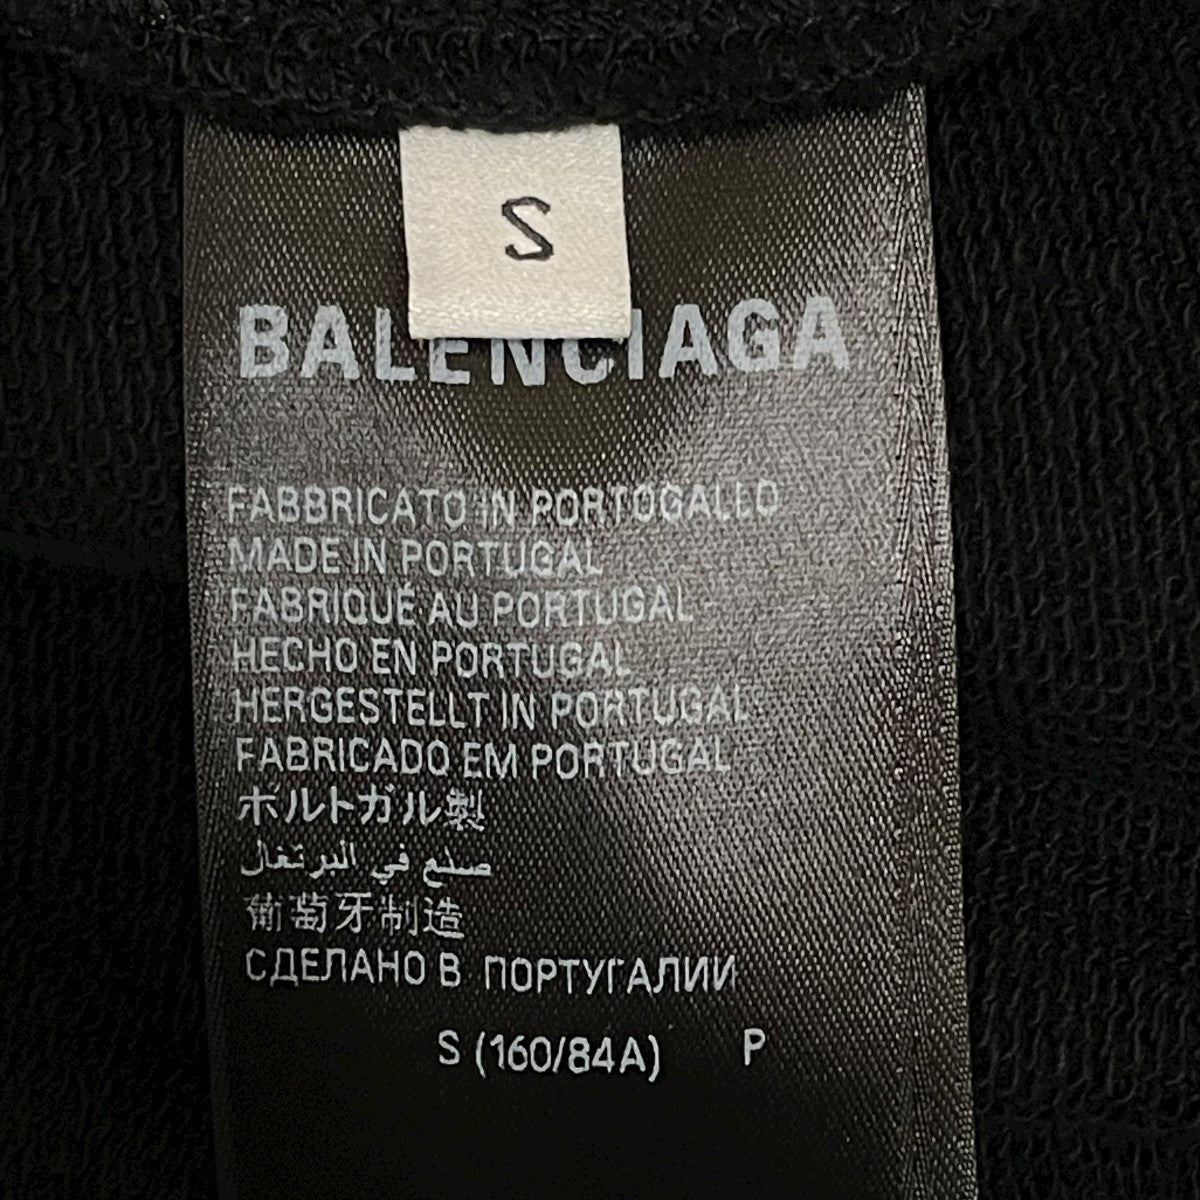 S
BALENCIAGA
FABBRICATO IN PORTOGALLO
MADE IN PORTUGAL
FABRIQUÉ AU PORTUGAL
HECHO EN PORTUGAL
HERGESTELLT IN PORTUGAL
FABRICADO EM PORTUGAL
ポルトガル製
صنع في البرتغال
葡萄牙制造
СДЕЛАНО В ПОРТУГАЛИИ
S (160/84A) P